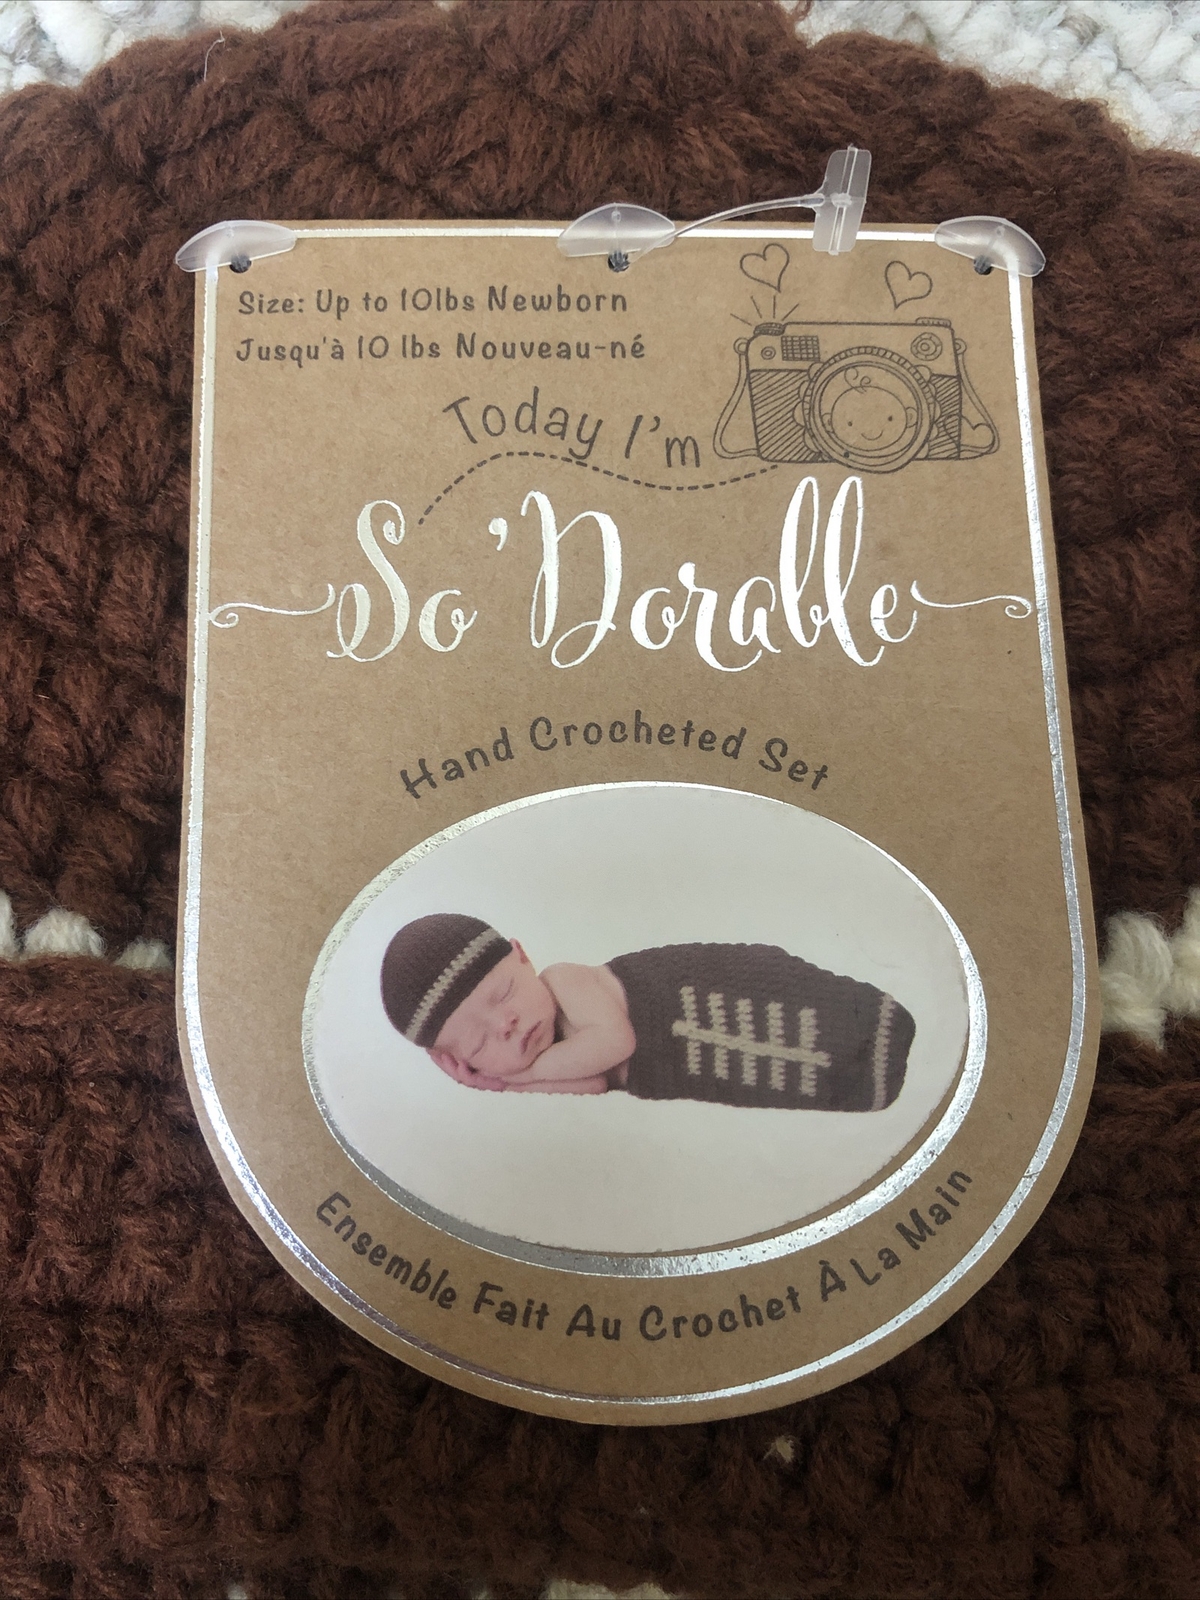 Size: Up to 10lbs Newborn
Jusqu'à 10 lbs Nouveau-né
Today I'm
So 'Dorable
Hand Crocheted Set
Ensemble Fait Au Crochet À La Main